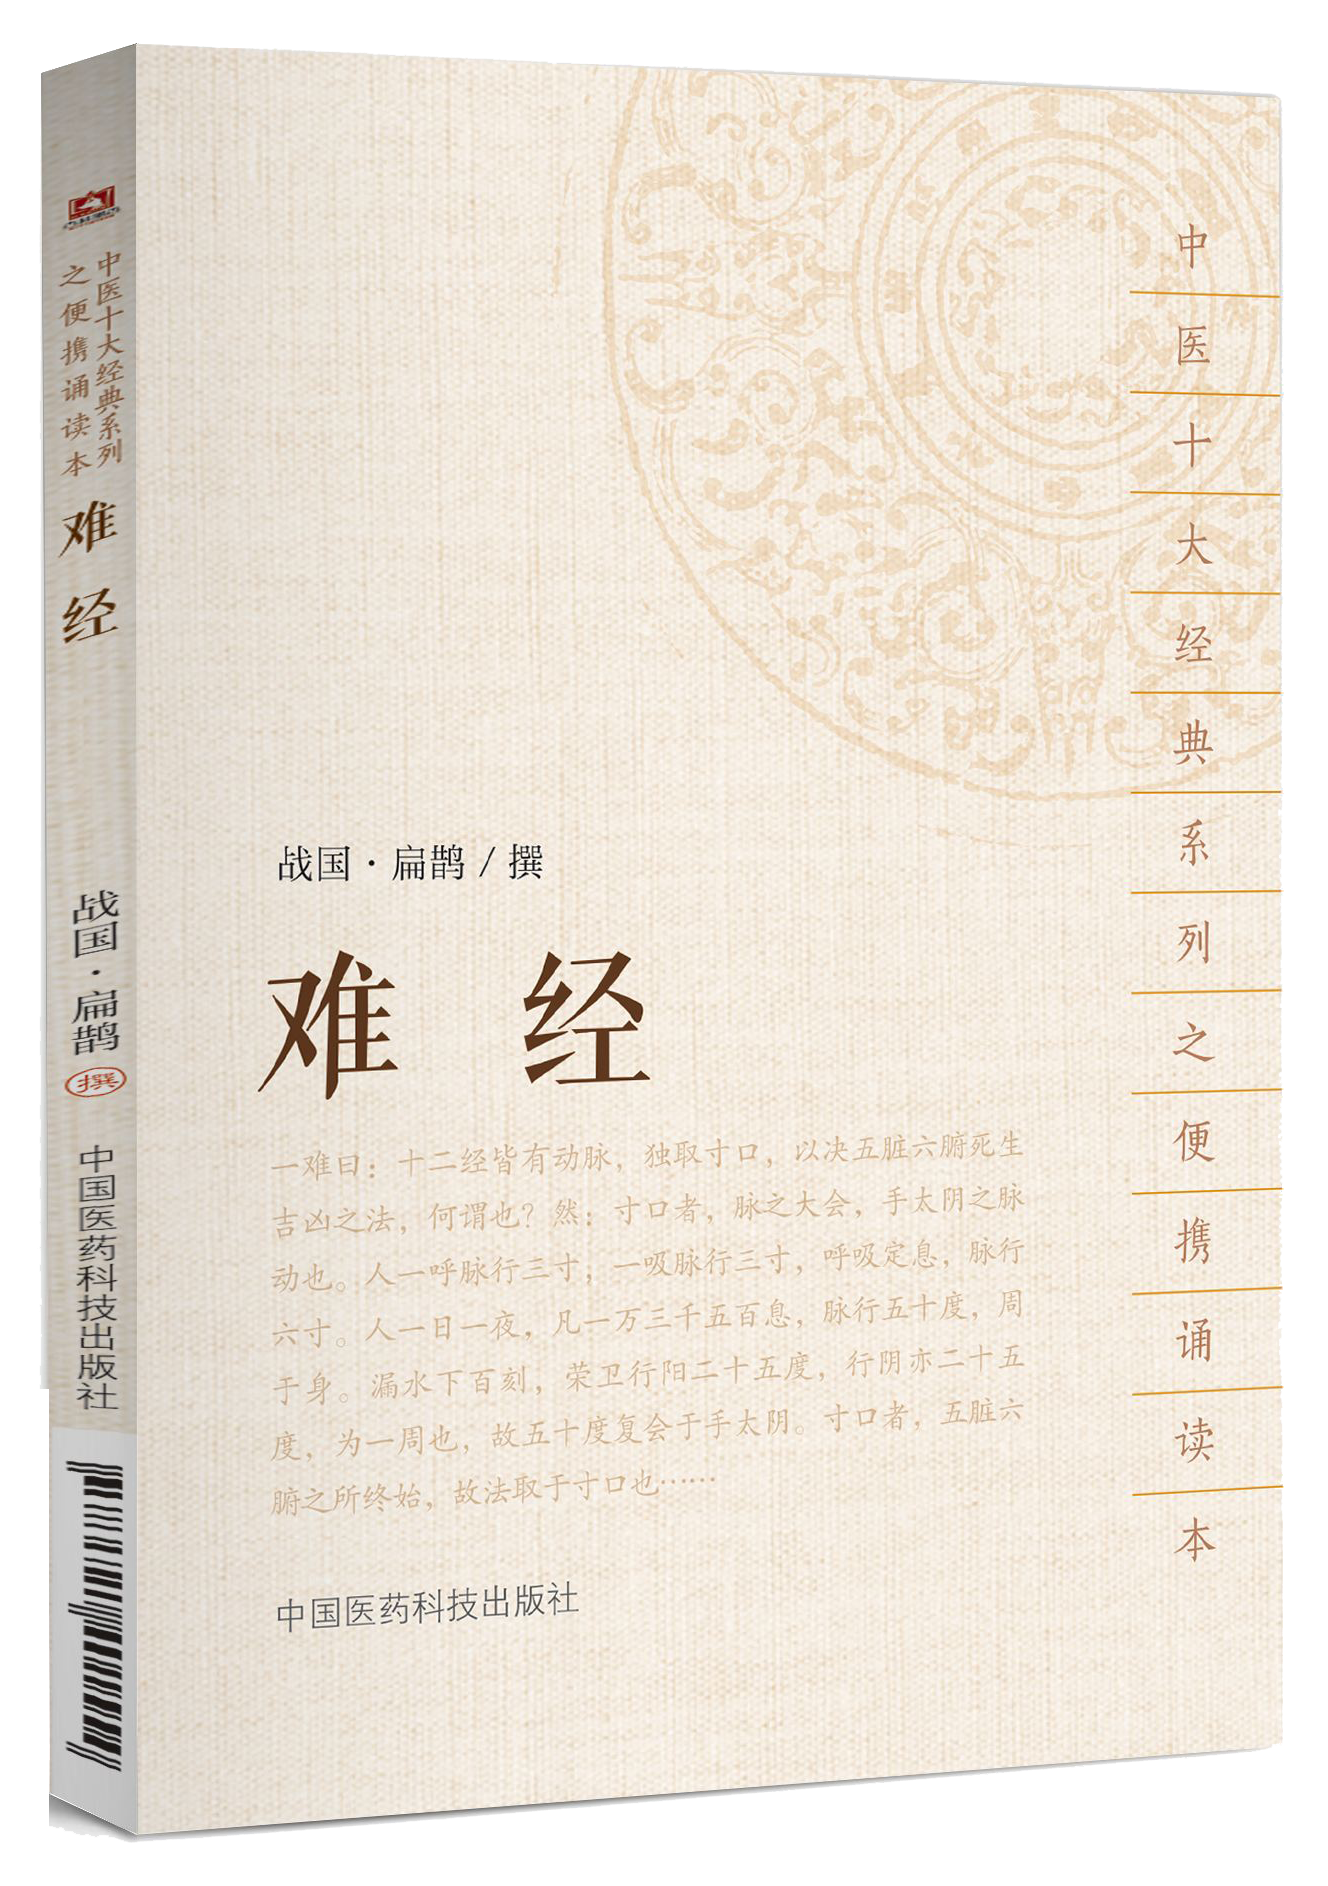 中医十大经典系列
之便携诵读本
难经
战国·扁鹊
撰
中国医药科技出版社
战国·扁鹊/撰
难 经
一难曰：十二经皆有动脉，独取寸口，以决五脏六腑死生
吉凶之法，何谓也？然：寸口者，脉之大会，手太阴之脉
动也。人一呼脉行三寸，一吸脉行三寸，呼吸定息，脉行
六寸。人一日一夜，凡一万三千五百息，脉行五十度，周
于身。漏水下百刻，荣卫行阳二十五度，行阴亦二十五
度，为一周也，故五十度复会于手太阴。寸口者，五脏六
腑之所终始，故法取于寸口也……
中国医药科技出版社
中医十大经典系列之便携诵读本